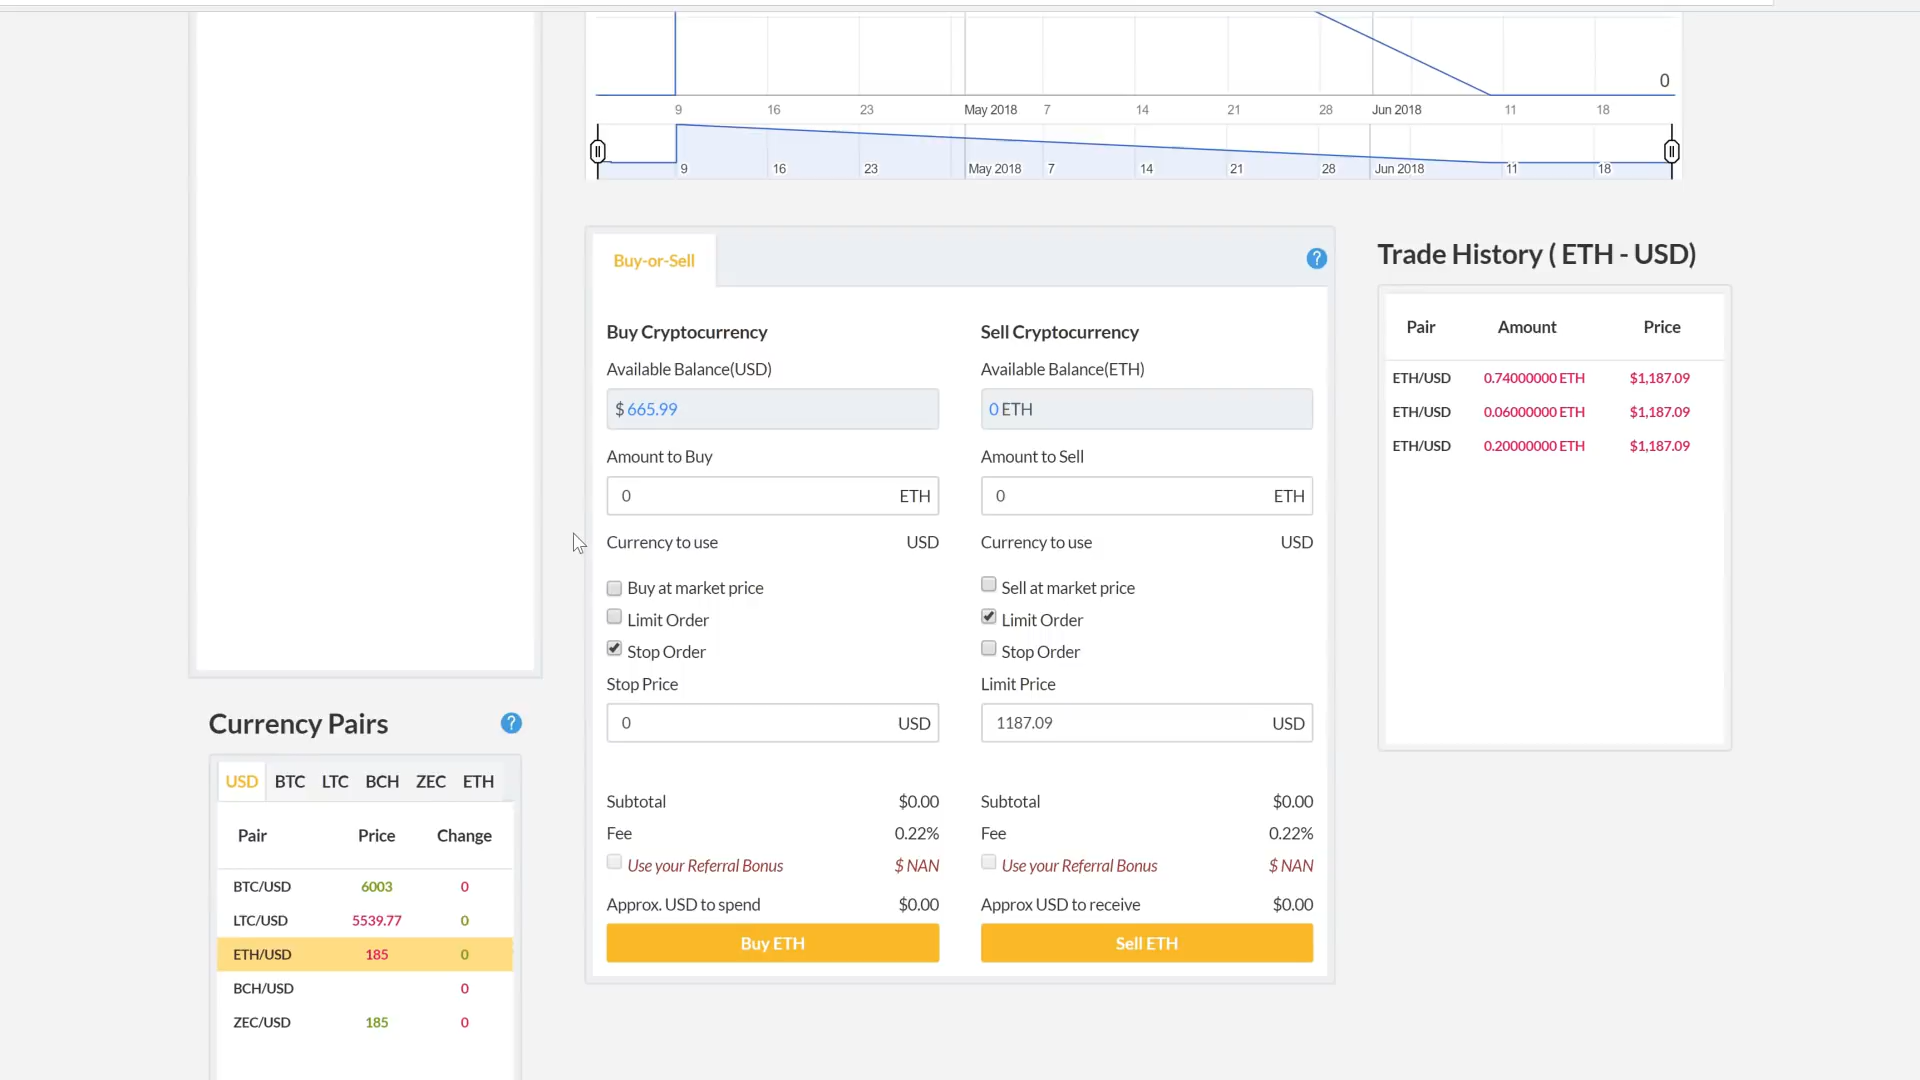 0
9 16 23 May 2018 7 14 21 28 Jun 2018 11 18
9 16 23 May 2018 7 14 21 28 Jun 2018 11 18
Buy-or-Sell
?
Buy Cryptocurrency
Available Balance(USD)
$ 665.99
Amount to Buy
0 ETH
Currency to use USD
Buy at market price
Limit Order
Stop Order
Stop Price
0 USD
Subtotal $0.00
Fee 0.22%
Use your Referral Bonus $ NAN
Approx. USD to spend $0.00
Buy ETH
Sell Cryptocurrency
Available Balance(ETH)
0 ETH
Amount to Sell
0 ETH
Currency to use USD
Sell at market price
Limit Order
Stop Order
Limit Price
1187.09 USD
Subtotal $0.00
Fee 0.22%
Use your Referral Bonus $ NAN
Approx USD to receive $0.00
Sell ETH
Trade History ( ETH - USD)
Pair Amount Price
ETH/USD 0.74000000 ETH $1,187.09
ETH/USD 0.06000000 ETH $1,187.09
ETH/USD 0.20000000 ETH $1,187.09
Currency Pairs ?
USD BTC LTC BCH ZEC ETH
Pair Price Change
BTC/USD 6003 0
LTC/USD 5539.77 0
ETH/USD 185 0
BCH/USD 0
ZEC/USD 185 0